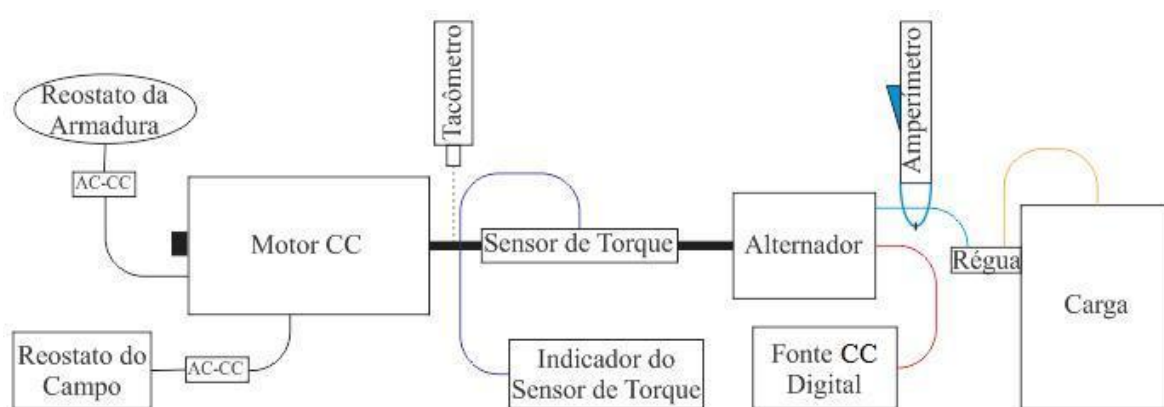 Reostato da
Armadura
AC-CC
Motor CC
Tacômetro
Sensor de Torque
Alternador
Amperímetro
Régua
Carga
Reostato do
Campo
AC-CC
Indicador do
Sensor de Torque
Fonte CC
Digital